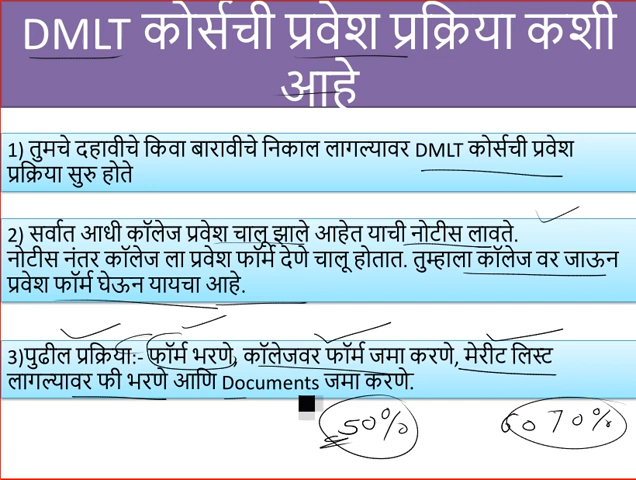 DMLT कोर्सची प्रवेश प्रक्रिया कशी
आहे
1) तुमचे दहावीचे किवा बारावीचे निकाल लागल्यावर DMLT कोर्सची प्रवेश
प्रक्रिया सुरु होते
2) सर्वात आधी कॉलेज प्रवेश चालू झाले आहेत याची नोटीस लावते.
नोटीस नंतर कॉलेज ला प्रवेश फॉर्म देणे चालू होतात. तुम्हाला कॉलेज वर जाऊन
प्रवेश फॉर्म घेऊन यायचा आहे.
3)पुढील प्रक्रिया:- फॉर्म भरणे, कॉलेजवर फॉर्म जमा करणे, मेरीट लिस्ट
लागल्यावर फी भरणे आणि Documents जमा करणे.
50% 60 70%